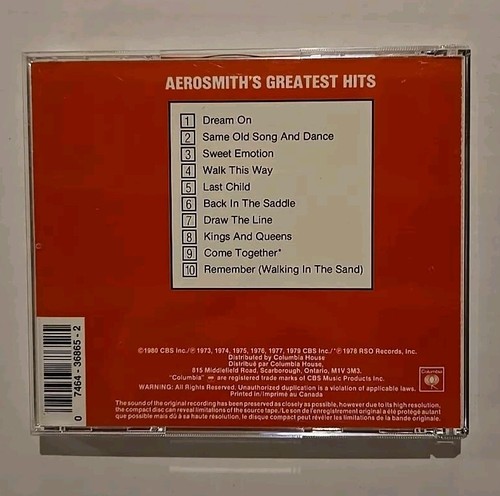 AEROSMITH'S GREATEST HITS
1 Dream On
2 Same Old Song And Dance
3 Sweet Emotion
4 Walk This Way
5 Last Child
6 Back In The Saddle
7 Draw The Line
8 Kings And Queens
9 Come Together*
10 Remember (Walking In The Sand)
©1980 CBS Inc./℗ 1973, 1974, 1975, 1976, 1977, 1979 CBS Inc./*℗ 1978 RSO Records, Inc.
Distributed by Columbia House
Distribué par Columbia House
815 Middlefield Road, Scarborough, Ontario, M1V 3M3.
"Columbia" are registered trade marks of CBS Music Products Inc.
WARNING: All Rights Reserved. Unauthorized duplication is a violation of applicable laws.
Printed in/Imprimé au Canada
The sound of the original recording has been preserved as closely as possible, however due to its high resolution,
the compact disc can reveal limitations of the source tape./Le son de l'enregistrement original a été protégé autant
que possible mais dû à sa haute résolution, le disque compact peut révéler les limitations de la bande originale.
Columbia
0 7464-36865-2